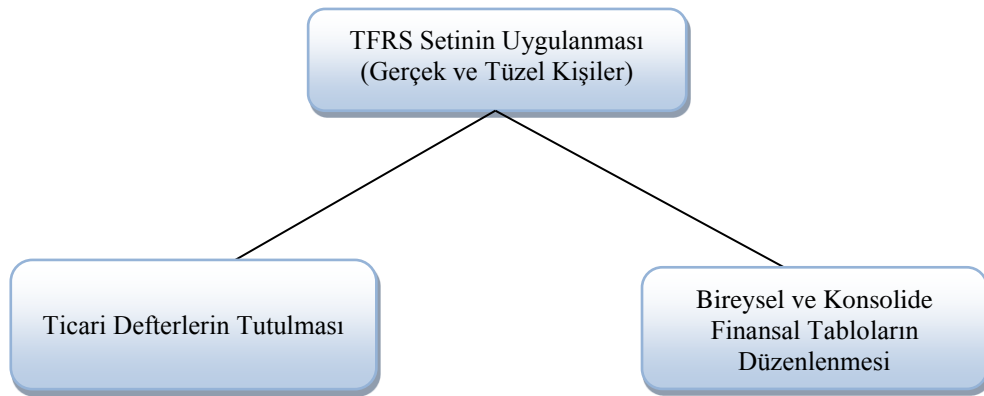 TFRS Setinin Uygulanması
(Gerçek ve Tüzel Kişiler)
Ticari Defterlerin Tutulması
Bireysel ve Konsolide
Finansal Tabloların
Düzenlenmesi